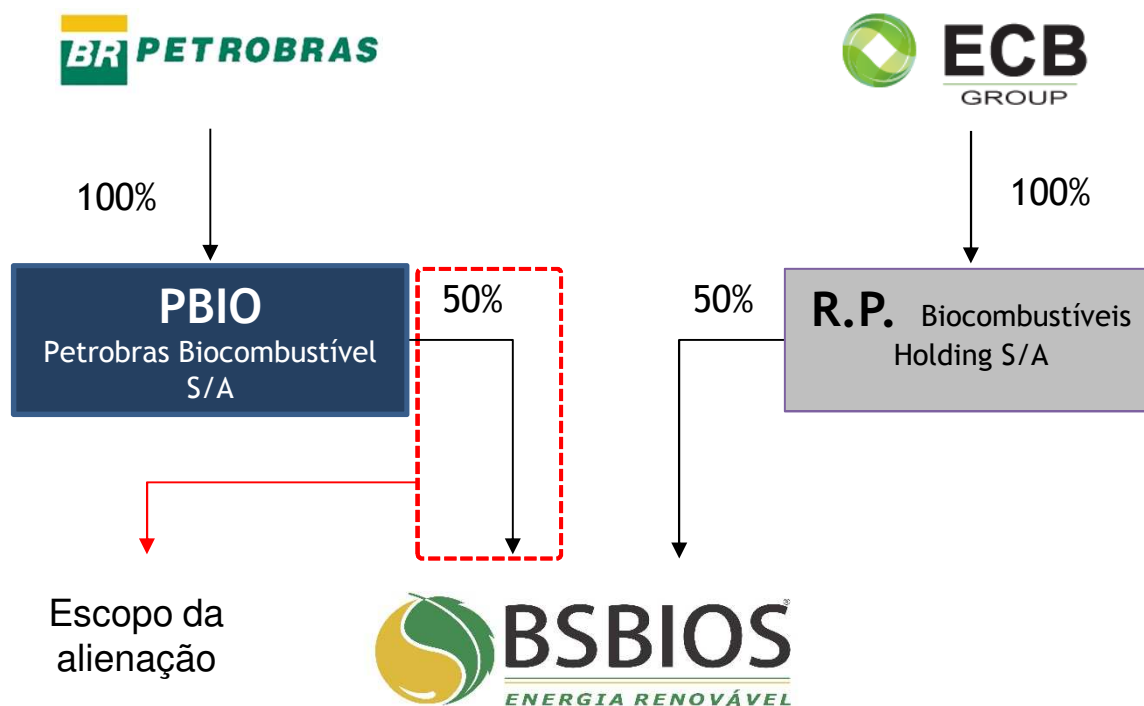 BR PETROBRAS
ECB
GROUP
100%
100%
PBIO
Petrobras Biocombustível
S/A
50%
50%
R.P. Biocombustíveis
Holding S/A
Escopo da
alienação
BSBIOS®
ENERGIA RENOVÁVEL